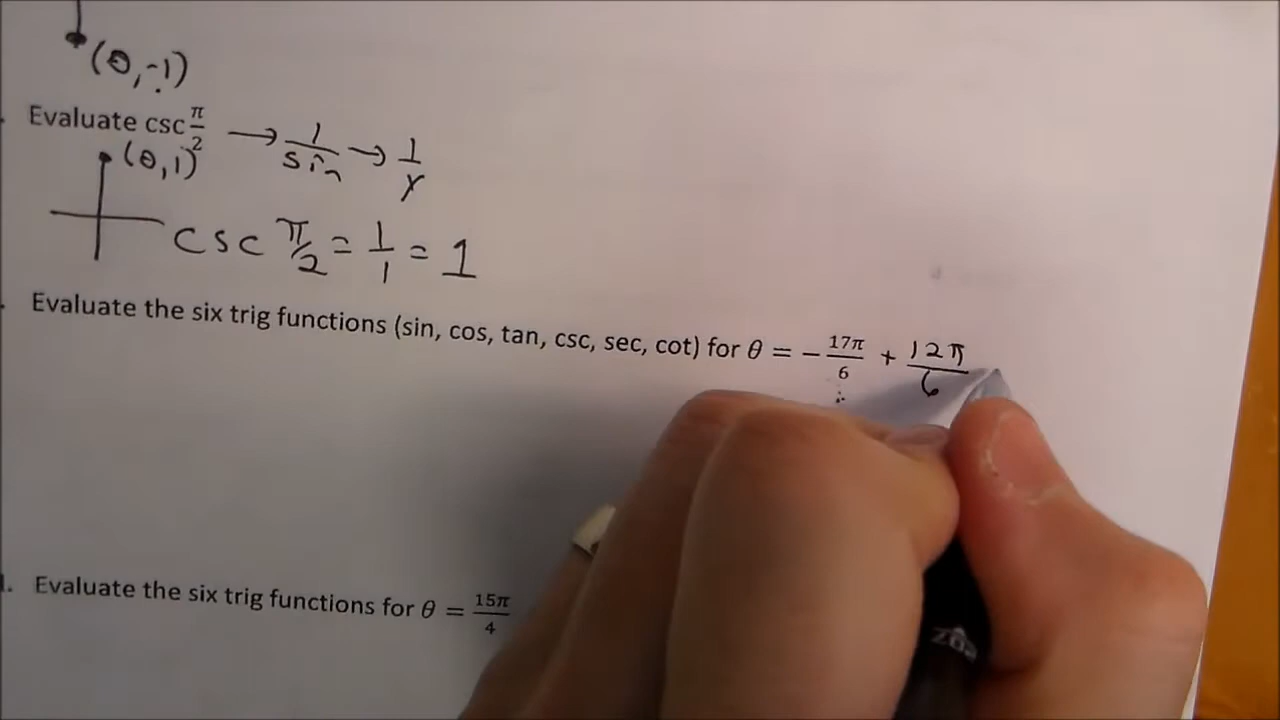 (0,-1)
Evaluate csc π/2 → 1/sin → 1/y
(0,1)
csc π/2 = 1/1 = 1
Evaluate the six trig functions (sin, cos, tan, csc, sec, cot) for θ = − 17π/6 + 12π/6
Evaluate the six trig functions for θ = 15π/4